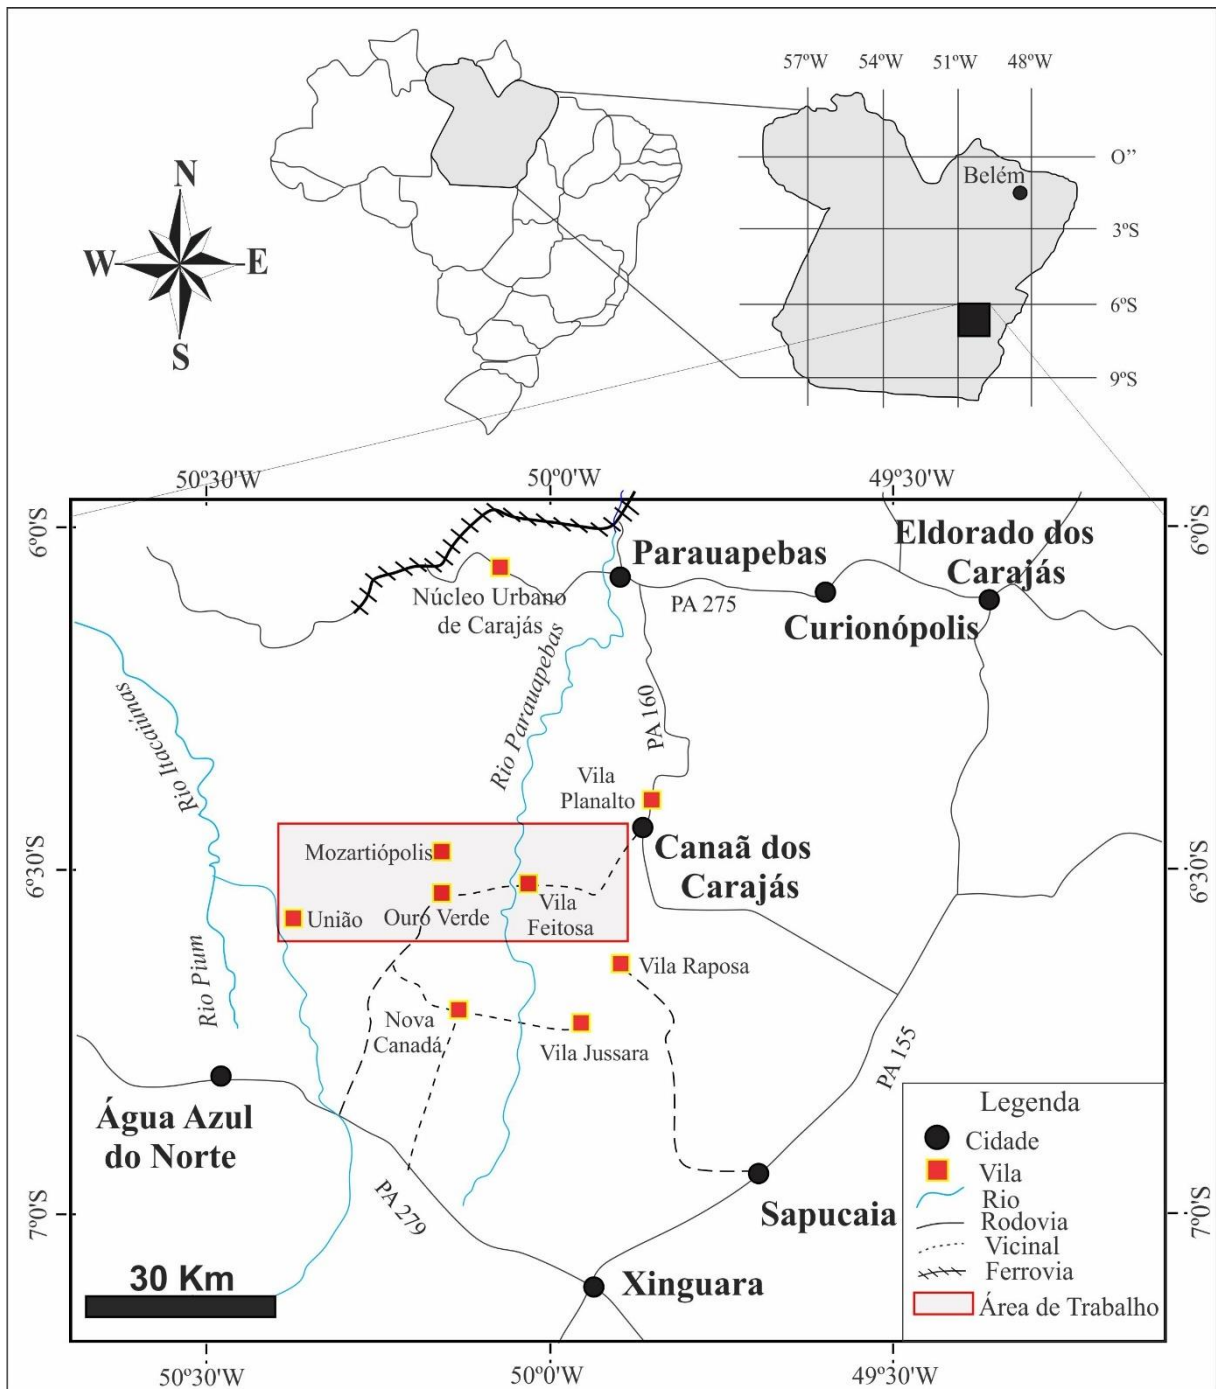 57ºW 54ºW 51ºW 48ºW
O”
Belém
3ºS
6ºS
9ºS
N
W E
S
50º30'W 50º0'W 49º30'W
6º0'S 6º0'S
Eldorado dos
Carajás
Parauapebas
Núcleo Urbano
de Carajás
PA 275
Curionópolis
Rio Itacaiúnas
Rio Parauapebas
PA 160
Vila
Planalto
Canaã dos
Carajás
6º30'S 6º30'S
Mozartiópolis
União
Ouro Verde
Vila
Feitosa
Rio Pium
Vila Raposa
Nova
Canadá
Vila Jussara
PA 155
Água Azul
do Norte
PA 279
Sapucaia
Xinguara
7º0'S 7º0'S
30 Km
Legenda
Cidade
Vila
Rio
Rodovia
Vicinal
Ferrovia
Área de Trabalho
50º30'W 50º0'W 49º30'W